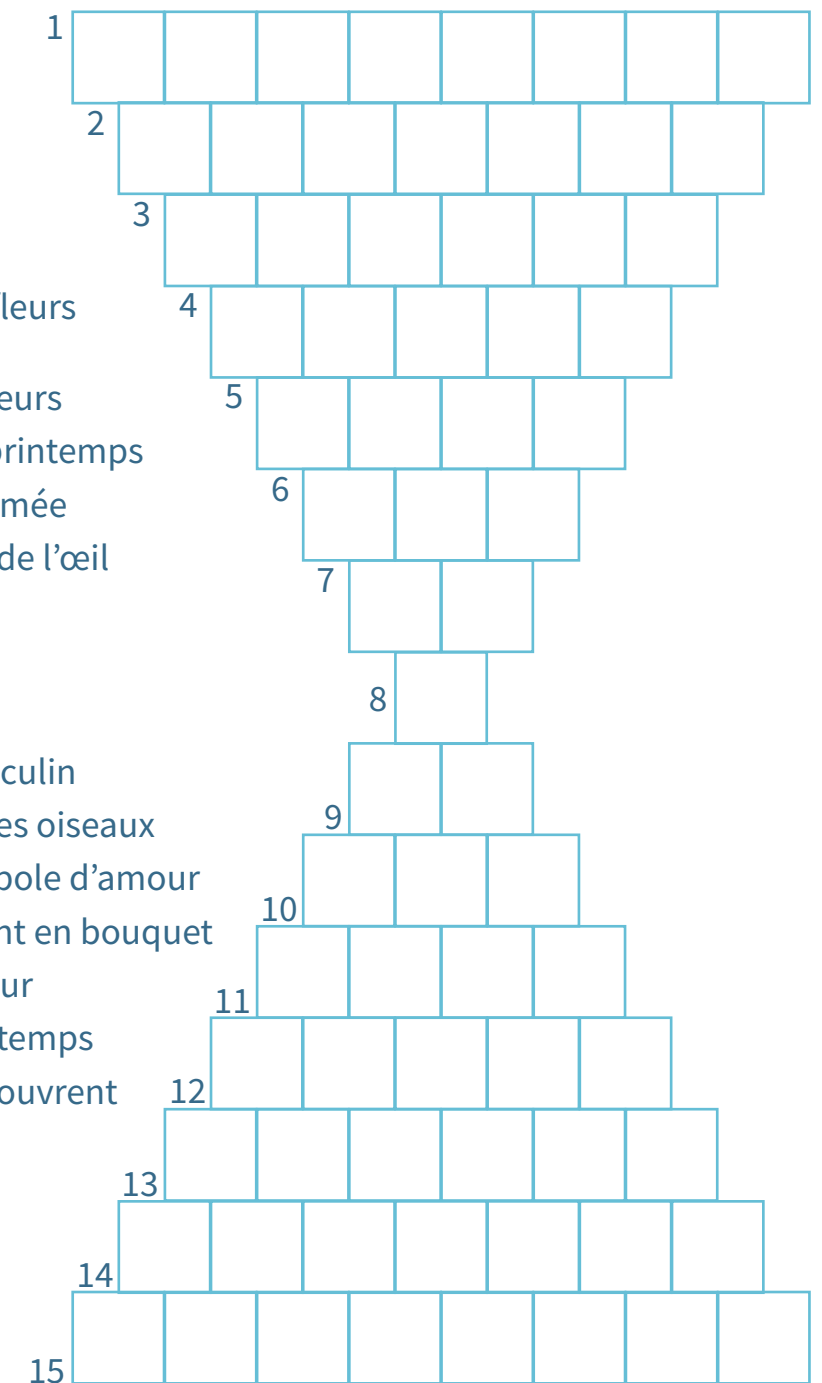 1
2
3
leurs
4
eurs
5
printemps
6
mée
de l’œil
7
8
culin
9
es oiseaux
bole d’amour
10
nt en bouquet
ur
11
temps
ouvrent
12
13
14
15